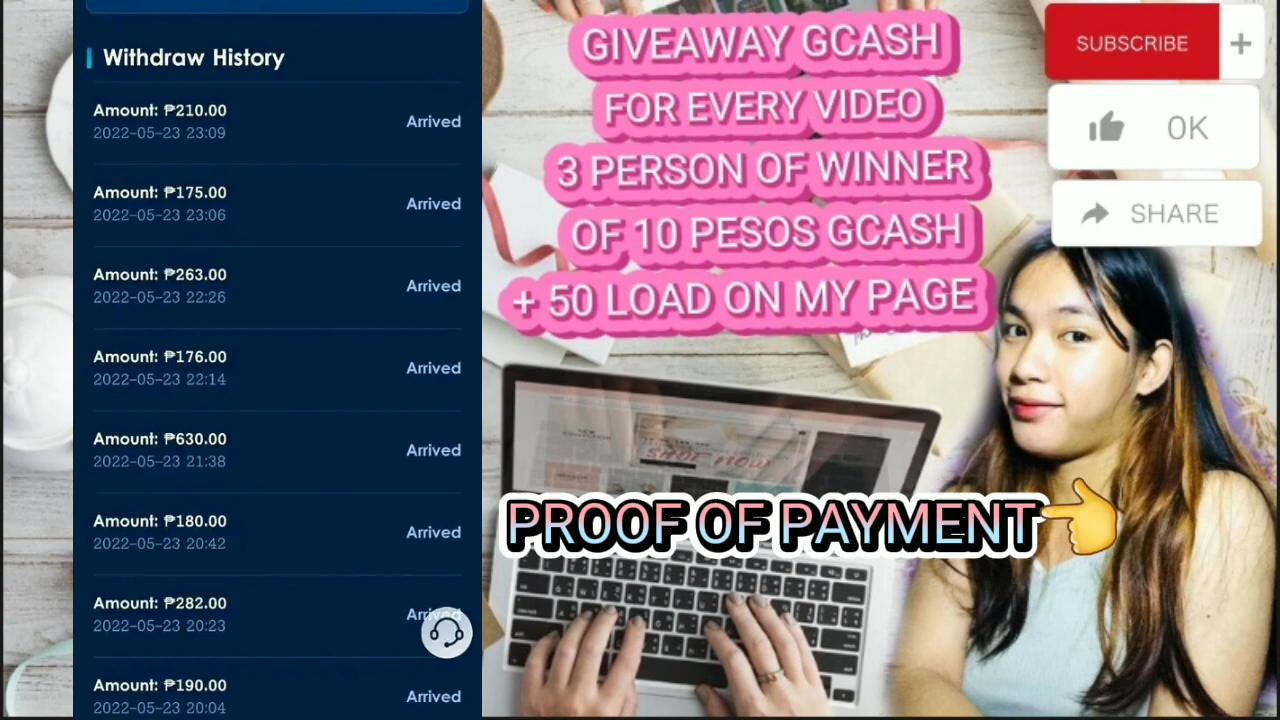 Withdraw History
Amount: ₱210.00
2022-05-23 23:09
Arrived
Amount: ₱175.00
2022-05-23 23:06
Arrived
Amount: ₱263.00
2022-05-23 22:26
Arrived
Amount: ₱176.00
2022-05-23 22:14
Arrived
Amount: ₱630.00
2022-05-23 21:38
Arrived
Amount: ₱180.00
2022-05-23 20:42
Arrived
Amount: ₱282.00
2022-05-23 20:23
Arrived
Amount: ₱190.00
2022-05-23 20:04
Arrived
GIVEAWAY GCASH
FOR EVERY VIDEO
3 PERSON OF WINNER
OF 10 PESOS GCASH
+ 50 LOAD ON MY PAGE
SUBSCRIBE +
0K
SHARE
SHOP NOW
PROOF OF PAYMENT